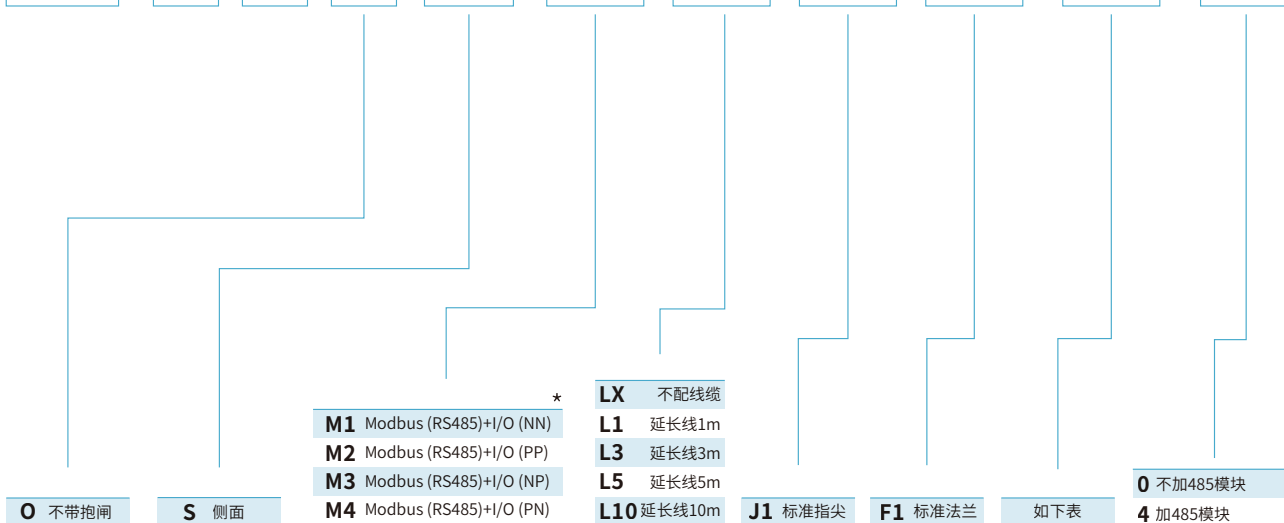 *
M1 Modbus (RS485)+I/O (NN)
M2 Modbus (RS485)+I/O (PP)
M3 Modbus (RS485)+I/O (NP)
M4 Modbus (RS485)+I/O (PN)
LX 不配线缆
L1 延长线1m
L3 延长线3m
L5 延长线5m
L10 延长线10m
O 不带抱闸
S 侧面
J1 标准指尖
F1 标准法兰
如下表
0 不加485模块
4 加485模块